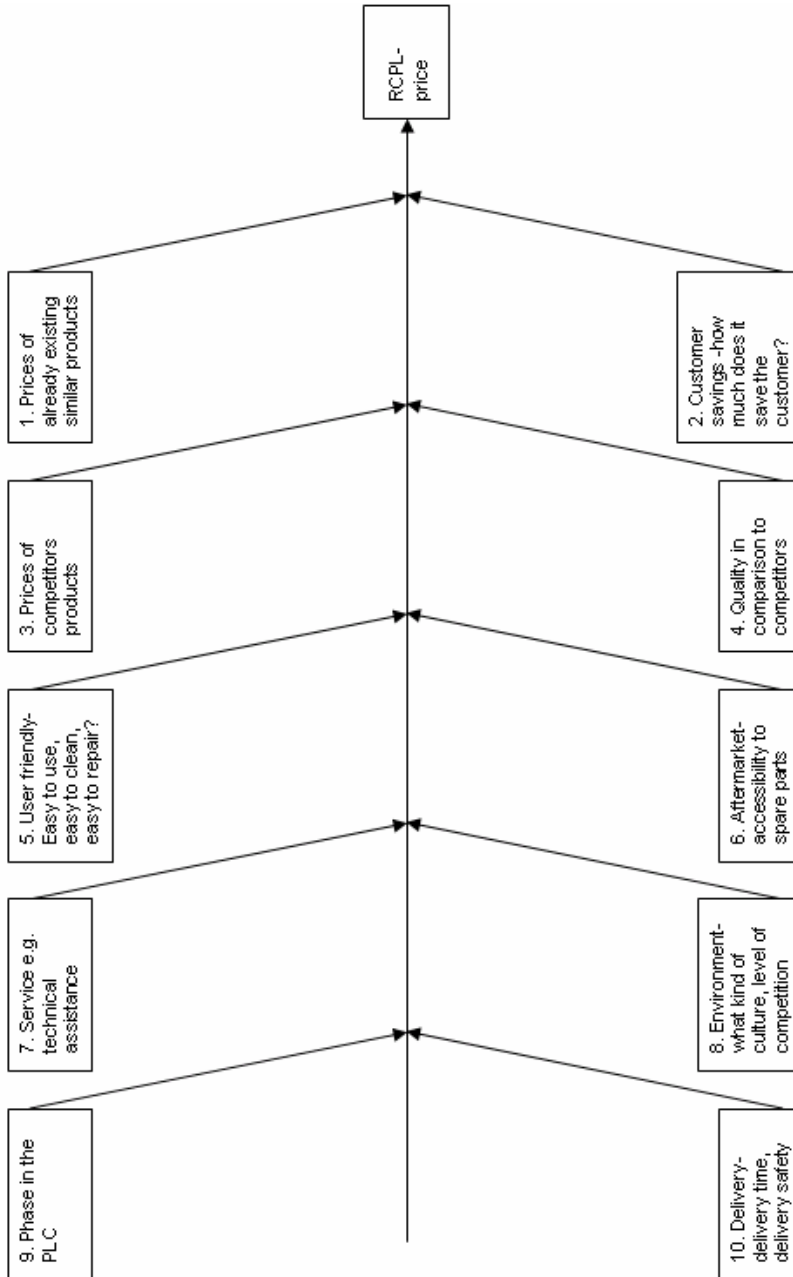 RCPL-
price
1. Prices of
already existing
similar products
2. Customer
savings -how
much does it
save the
customer?
3. Prices of
competitors
products
4. Quality in
comparison to
competitors
5. User friendly-
Easy to use,
easy to clean,
easy to repair?
6. Aftermarket-
accessibility to
spare parts
7. Service e.g.
technical
assistance
8. Environment-
what kind of
culture, level of
competition
9. Phase in the
PLC
10. Delivery-
delivery time,
delivery safety